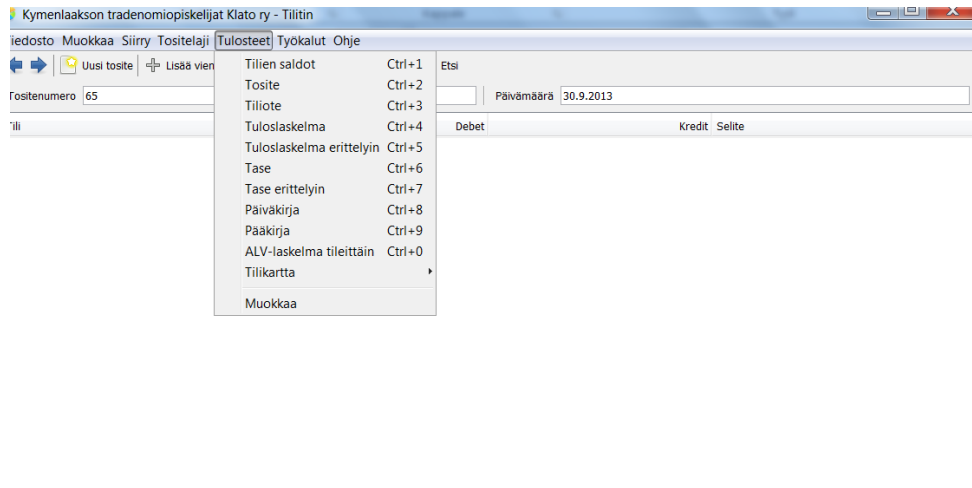 Kymenlaakson tradenomiopiskelijat Klato ry - Tilitin
iedosto Muokkaa Siirry Tositelaji Tulosteet Työkalut Ohje
Uusi tosite Lisää vien Etsi
Tositenumero 65 Päivämäärä 30.9.2013
ili Debet Kredit Selite
Tilien saldot Ctrl+1
Tosite Ctrl+2
Tiliote Ctrl+3
Tuloslaskelma Ctrl+4
Tuloslaskelma erittelyin Ctrl+5
Tase Ctrl+6
Tase erittelyin Ctrl+7
Päiväkirja Ctrl+8
Pääkirja Ctrl+9
ALV-laskelma tileittäin Ctrl+0
Tilikartta
Muokkaa